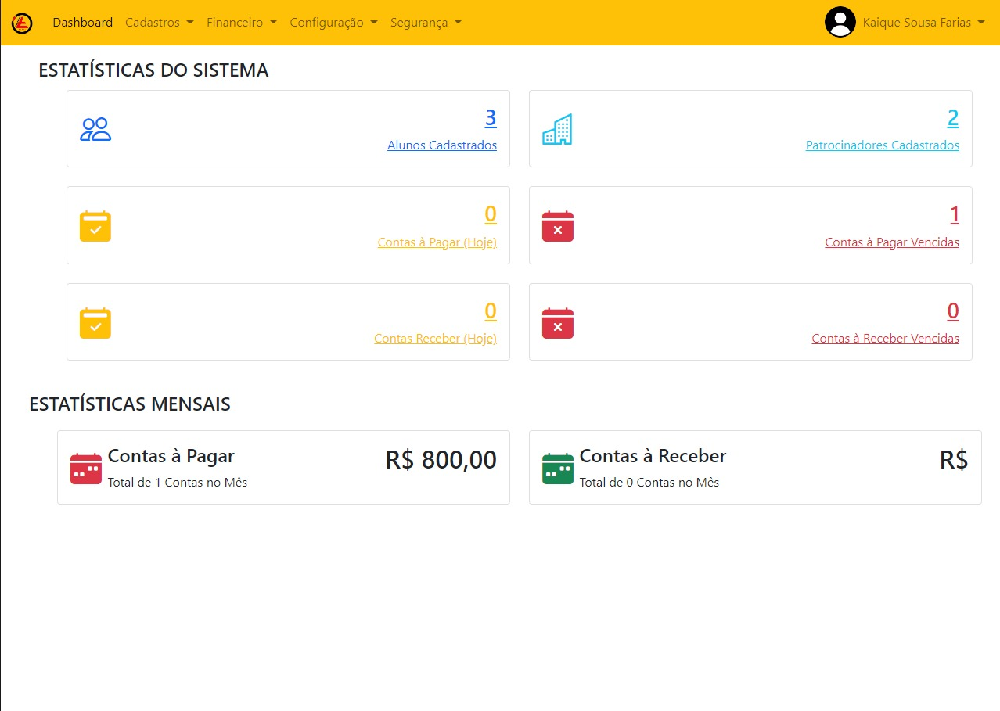 Dashboard Cadastros Financeiro Configuração Segurança Kaique Sousa Farias
ESTATÍSTICAS DO SISTEMA
3
Alunos Cadastrados
2
Patrocinadores Cadastrados
0
Contas à Pagar (Hoje)
1
Contas à Pagar Vencidas
0
Contas Receber (Hoje)
0
Contas à Receber Vencidas
ESTATÍSTICAS MENSAIS
Contas à Pagar
R$ 800,00
Total de 1 Contas no Mês
Contas à Receber
R$
Total de 0 Contas no Mês